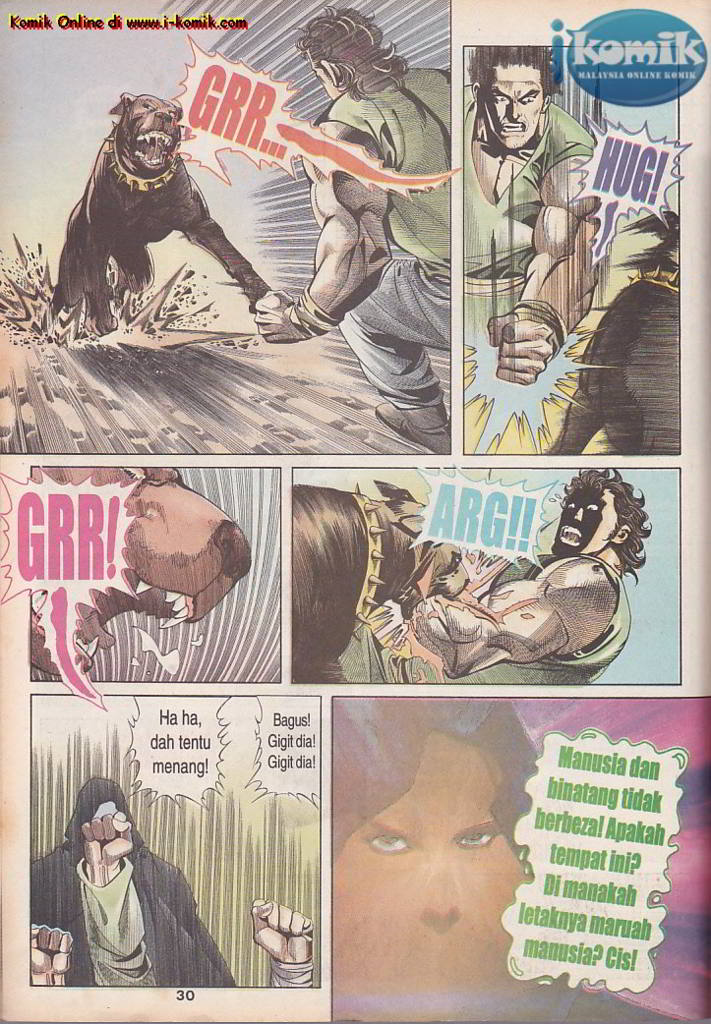 Komik Online di www.i-komik.com
jkomik
MALAYSIA ONLINE KOMIK
GRR...
HUG!
GRR!
ARG!!
Ha ha,
dah tentu
menang!
Bagus!
Gigit dia!
Gigit dia!
Manusia dan
binatang tidak
berbeza! Apakah
tempat ini?
Di manakah
letaknya maruah
manusia? Cis!
30